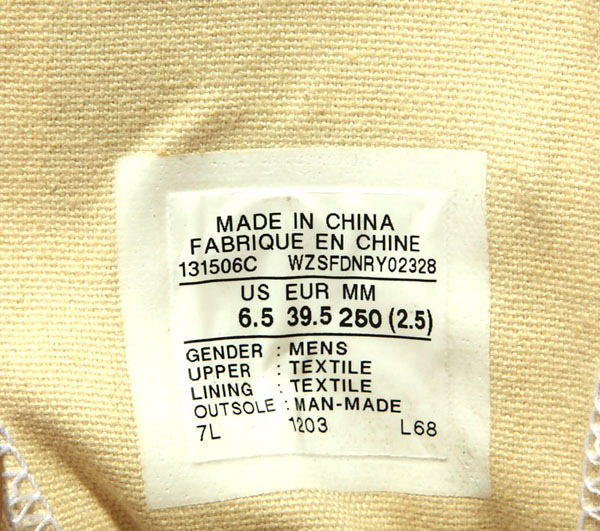 MADE IN CHINA
FABRIQUE EN CHINE
131506C WZSFDNRY02328
US EUR MM
6.5 39.5 250 (2.5)
GENDER : MENS
UPPER : TEXTILE
LINING : TEXTILE
OUTSOLE : MAN-MADE
7L 1203 L68